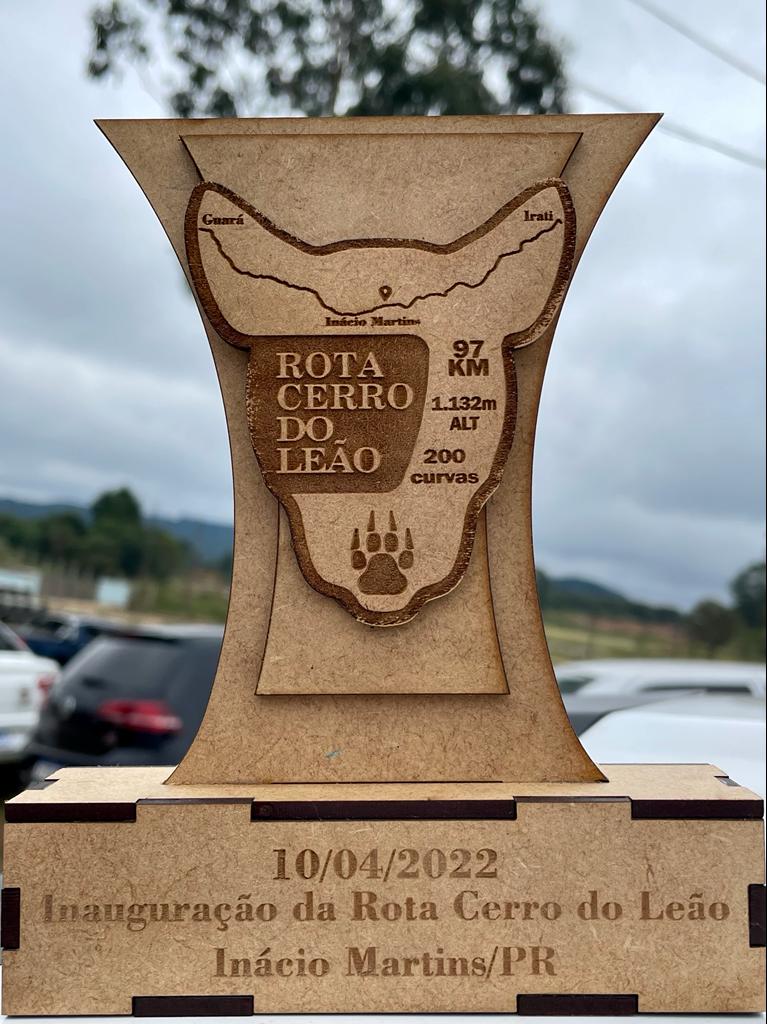 Guará
Irati
Inácio Martins
ROTA
CERRO
DO
LEÃO
97
KM
1.132m
ALT
200
curvas
10/04/2022
Inauguração da Rota Cerro do Leão
Inácio Martins/PR